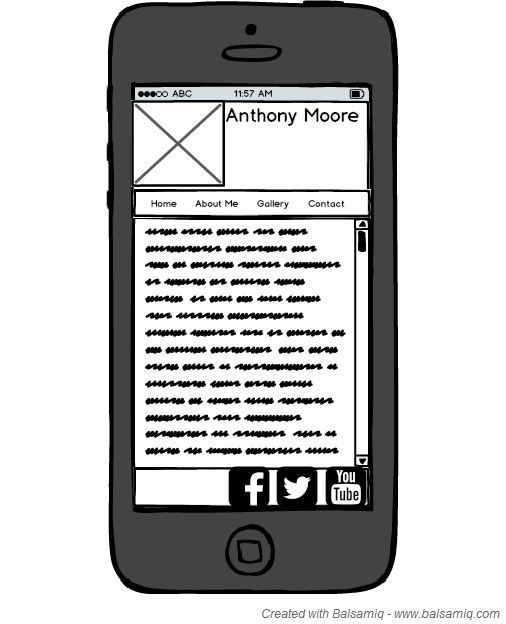 ABC 11:57 AM
Anthony Moore
Home About Me Gallery Contact
f You Tube
Created with Balsamiq - www.balsamiq.com